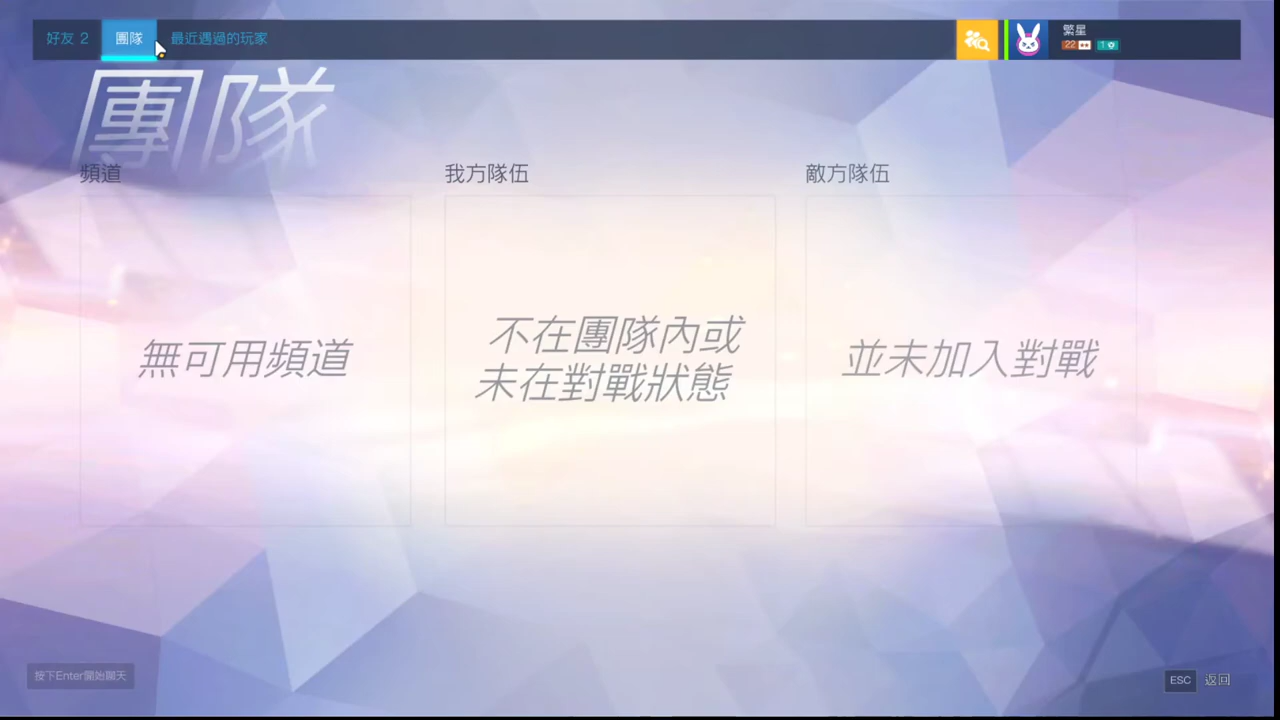 好友 2
團隊
最近遇過的玩家
繁星
22
1
團隊
頻道
我方隊伍
敵方隊伍
無可用頻道
不在團隊內或
未在對戰狀態
並未加入對戰
按下Enter開始聊天
ESC 返回